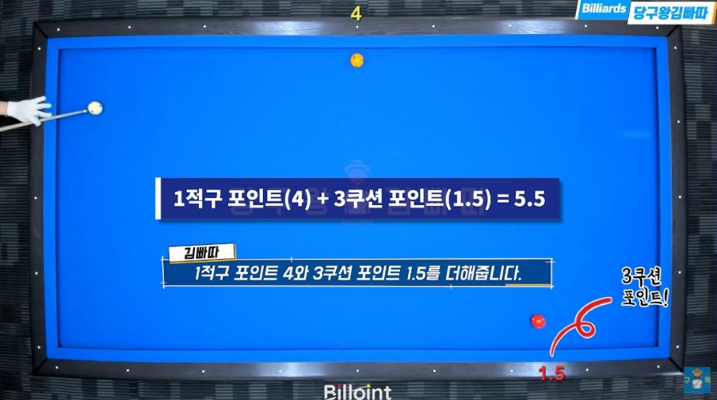 4
Billiards 당구왕김빠따
1적구 포인트(4) + 3쿠션 포인트(1.5) = 5.5
김빠따
1적구 포인트 4와 3쿠션 포인트 1.5를 더해줍니다.
3쿠션
포인트!
1.5
Billoint